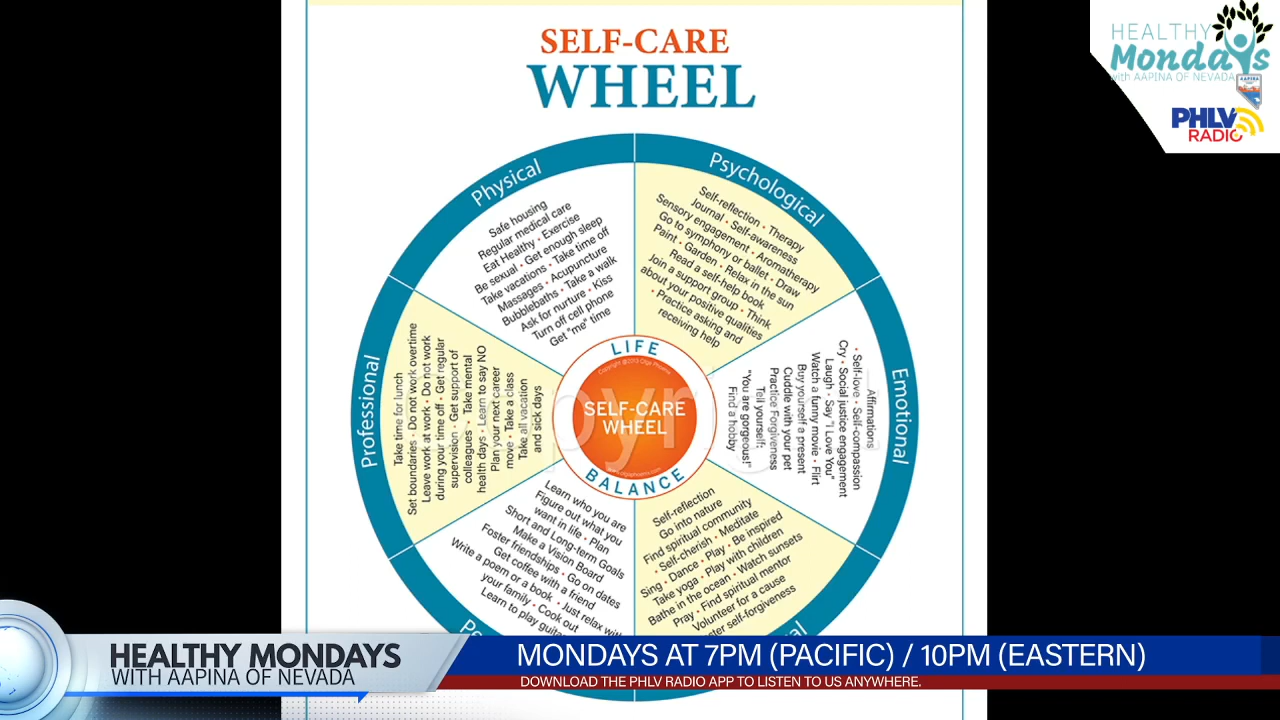 SELF-CARE
WHEEL
HEALTHY
Mondays
with AAPINA OF NEVADA
AAPINA
PHLV
RADIO
Physical
Safe housing
Regular medical care
Eat Healthy • Exercise
Be sexual • Get enough sleep
Take vacations • Take time off
Massages • Acupuncture
Bubblebaths • Take a walk
Ask for nurture • Kiss
Turn off cell phone
Get "me" time
Psychological
Self-reflection • Therapy
Journal • Self-awareness
Sensory engagement • Aromatherapy
Go to symphony or ballet • Draw
Paint • Garden • Relax in the sun
Read a self-help book
Join a support group • Think
about your positive qualities
• Practice asking and
receiving help
Emotional
Affirmations
• Self-love • Self-compassion
Cry • Social justice engagement
Laugh • Say "I Love You"
Watch a funny movie • Flirt
Buy yourself a present
Cuddle with your pet
Practice Forgiveness
Tell yourself:
"You are gorgeous!"
Find a hobby
Self-reflection
Go into nature
Find spiritual community
• Self-cherish • Meditate
Sing • Dance • Play • Be inspired
Take yoga • Play with children
Bathe in the ocean • Watch sunsets
Pray • Find spiritual mentor
Volunteer for a cause
self-forgiveness
Learn who you are
Figure out what you
want in life • Plan
Short and Long-term Goals
Make a Vision Board
Foster friendships • Go on dates
Get coffee with a friend
Write a poem or a book • Just relax
your family • Cook out
Learn to play
Professional
Take time for lunch
Set boundaries • Do not work overtime
Leave work at work • Do not work
during your time off • Get regular
supervision • Get support of
colleagues • Take mental
health days • Learn to say NO
Plan your next career
move • Take a class
Take all vacation
and sick days
LIFE
SELF-CARE
WHEEL
BALANCE
HEALTHY MONDAYS
WITH AAPINA OF NEVADA
MONDAYS AT 7PM (PACIFIC) / 10PM (EASTERN)
DOWNLOAD THE PHLV RADIO APP TO LISTEN TO US ANYWHERE.